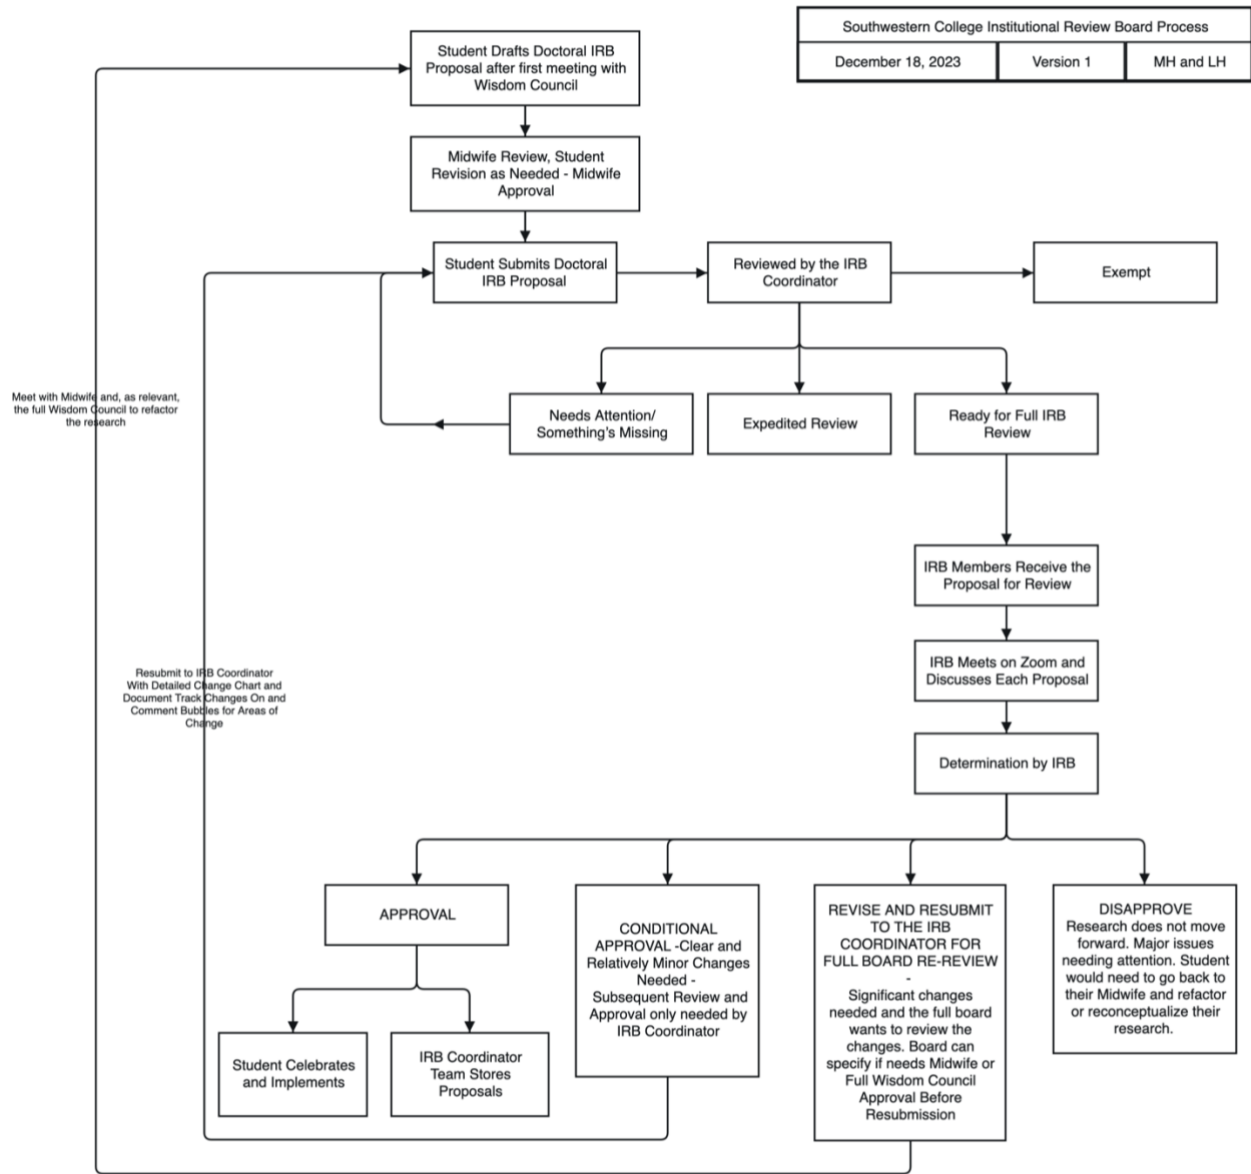 Southwestern College Institutional Review Board Process
December 18, 2023
Version 1
MH and LH
Student Drafts Doctoral IRB
Proposal after first meeting with
Wisdom Council
Midwife Review, Student
Revision as Needed - Midwife
Approval
Student Submits Doctoral
IRB Proposal
Reviewed by the IRB
Coordinator
Exempt
Meet with Midwife and, as relevant,
the full Wisdom Council to refactor
the research
Needs Attention/
Something's Missing
Expedited Review
Ready for Full IRB
Review
IRB Members Receive the
Proposal for Review
IRB Meets on Zoom and
Discusses Each Proposal
Resubmit to IRB Coordinator
With Detailed Change Chart and
Document Track Changes On and
Comment Bubbles for Areas of
Change
Determination by IRB
APPROVAL
CONDITIONAL
APPROVAL -Clear and
Relatively Minor Changes
Needed -
Subsequent Review and
Approval only needed by
IRB Coordinator
REVISE AND RESUBMIT
TO THE IRB
COORDINATOR FOR
FULL BOARD RE-REVIEW
-
Significant changes
needed and the full board
wants to review the
changes. Board can
specify if needs Midwife or
Full Wisdom Council
Approval Before
Resubmission
DISAPPROVE
Research does not move
forward. Major issues
needing attention. Student
would need to go back to
their Midwife and refactor
or reconceptualize their
research.
Student Celebrates
and Implements
IRB Coordinator
Team Stores
Proposals